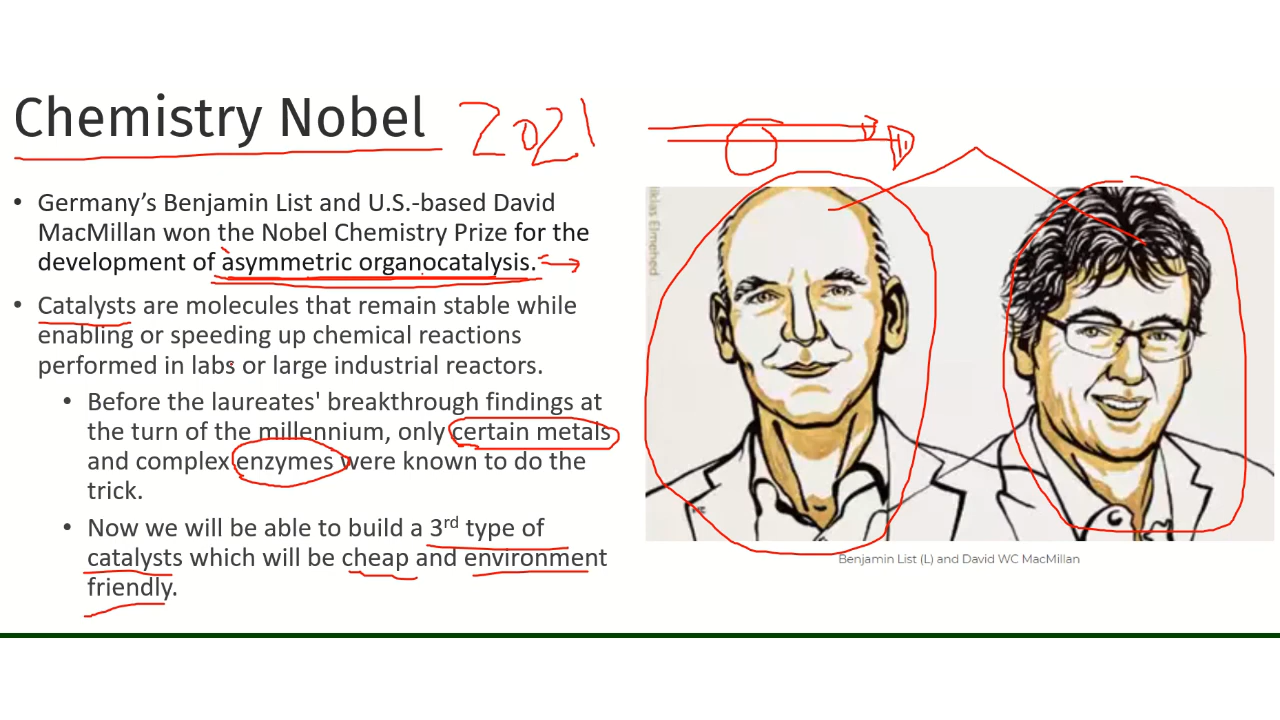 Chemistry Nobel 2021
• Germany’s Benjamin List and U.S.-based David
MacMillan won the Nobel Chemistry Prize for the
development of asymmetric organocatalysis.
• Catalysts are molecules that remain stable while
enabling or speeding up chemical reactions
performed in labs or large industrial reactors.
• Before the laureates' breakthrough findings at
the turn of the millennium, only certain metals
and complex enzymes were known to do the
trick.
• Now we will be able to build a 3rd type of
catalysts which will be cheap and environment
friendly.
iklas Elmehed
Benjamin List (L) and David WC MacMillan